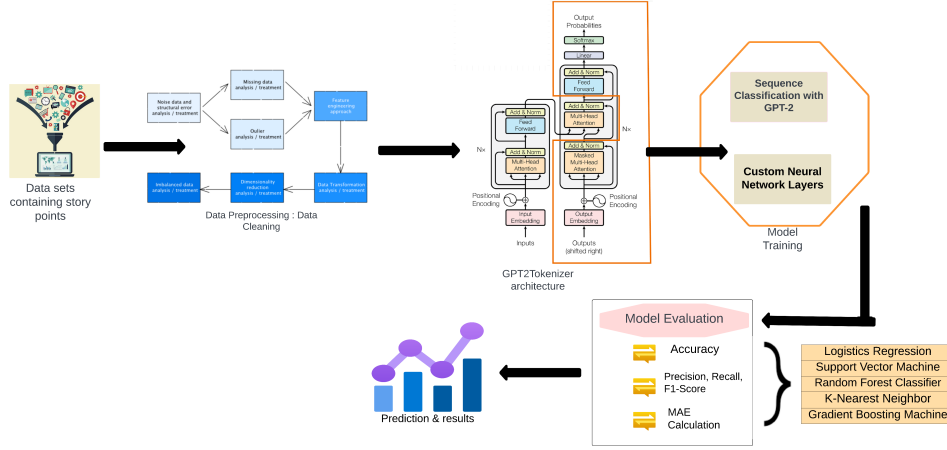 Data sets
containing story
points
Noise data and
structural error
analysis / treatment
Missing data
analysis / treatment
Outlier
analysis / treatment
Feature
engineering
approach
Imbalanced data
analysis / treatment
Dimensionality
reduction
analysis / treatment
Data Transformation
analysis / treatment
Data Preprocessing : Data
Cleaning
Output
Probabilities
Softmax
Linear
Add & Norm
Feed
Forward
Add & Norm
Multi-Head
Attention
Add & Norm
Masked
Multi-Head
Attention
Nx
Add & Norm
Feed
Forward
Add & Norm
Multi-Head
Attention
Nx
Positional
Encoding
Positional
Encoding
Input
Embedding
Output
Embedding
Inputs
Outputs
(shifted right)
GPT2Tokenizer
architecture
Sequence
Classification with
GPT-2
Custom Neural
Network Layers
Model
Training
Model Evaluation
Accuracy
Precision, Recall,
F1-Score
MAE
Calculation
Logistics Regression
Support Vector Machine
Random Forest Classifier
K-Nearest Neighbor
Gradient Boosting Machine
Prediction & results